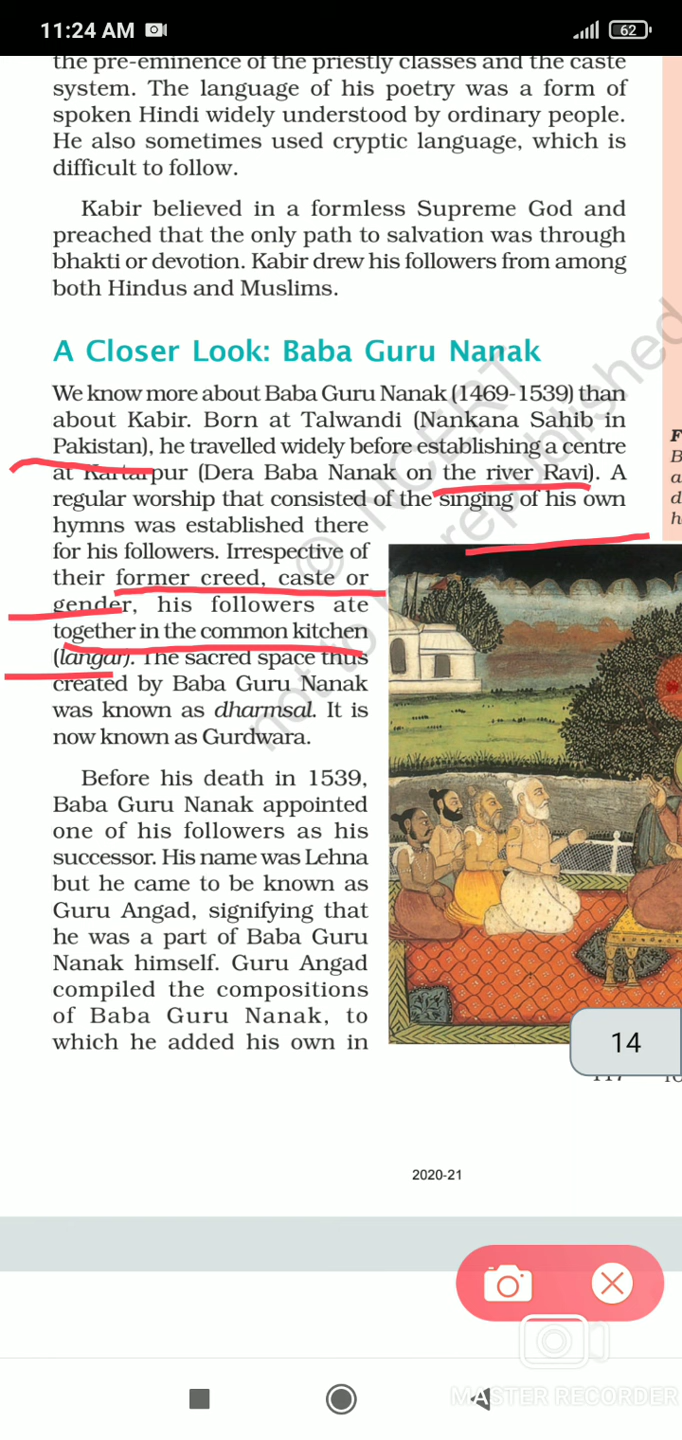 11:24 AM
62
the pre-eminence of the priestly classes and the caste
system. The language of his poetry was a form of
spoken Hindi widely understood by ordinary people.
He also sometimes used cryptic language, which is
difficult to follow.
Kabir believed in a formless Supreme God and
preached that the only path to salvation was through
bhakti or devotion. Kabir drew his followers from among
both Hindus and Muslims.
A Closer Look: Baba Guru Nanak
We know more about Baba Guru Nanak (1469-1539) than
about Kabir. Born at Talwandi (Nankana Sahib in
Pakistan), he travelled widely before establishing a centre
at Kartarpur (Dera Baba Nanak on the river Ravi). A
regular worship that consisted of the singing of his own
hymns was established there
for his followers. Irrespective of
their former creed, caste or
gender, his followers ate
together in the common kitchen
(langar). The sacred space thus
created by Baba Guru Nanak
was known as dharmsal. It is
now known as Gurdwara.
Before his death in 1539,
Baba Guru Nanak appointed
one of his followers as his
successor. His name was Lehna
but he came to be known as
Guru Angad, signifying that
he was a part of Baba Guru
Nanak himself. Guru Angad
compiled the compositions
of Baba Guru Nanak, to
which he added his own in
F
B
a
d
h
© NCERT
not to be republished
14
117
2020-21
MASTER RECORDER